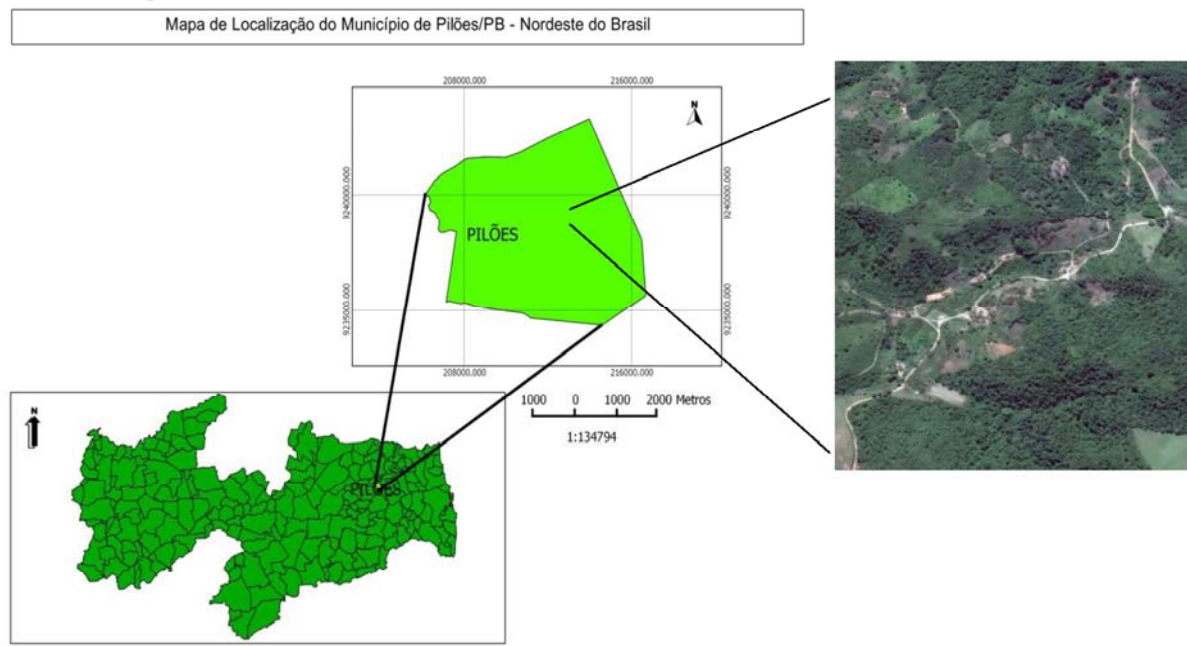 Mapa de Localização do Município de Pilões/PB - Nordeste do Brasil
208000.000 216000.000
N
9240000.000 9240000.000
PILÕES
9235000.000 9235000.000
208000.000 216000.000
1000 0 1000 2000 Metros
1:134794
N
PILÕES